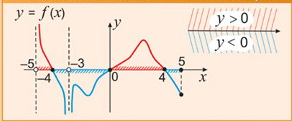 y = f(x)
y
y > 0
y < 0
–5
–3
5
–4
0
4
x